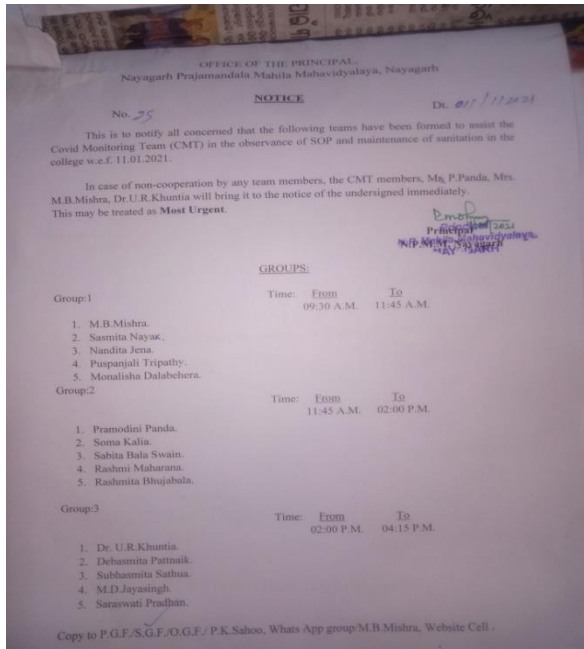 OFFICE OF THE PRINCIPAL,
Nayagarh Prajamandala Mahila Mahavidyalaya, Nayagarh
NOTICE
No. 25 Dt.
This is to notify all concerned that the following teams have been formed to assist the
Covid Monitoring Team (CMT) in the observance of SOP and maintenance of sanitation in the
college w.e.f. 11.01.2021.
In case of non-cooperation by any team members, the CMT members, P.Panda, Mrs.
M.B.Mishra, Dr.U.R.Khuntia will bring it to the notice of the undersigned immediately.
This may be treated as Most Urgent.
Principal
N.P.M.M., Nayagarh
GROUPS:
Group:1 Time: From To
09:30 A.M. 11:45 A.M.
1. M.B.Mishra.
2. Sasmita Nayak,
3. Nandita Jena.
4. Puspanjali Tripathy.
5. Monalisha Dalabehera.
Group:2 Time: From To
11:45 A.M. 02:00 P.M.
1. Pramodini Panda.
2. Soma Kalia.
3. Sabita Bala Swain.
4. Rashmi Maharana.
5. Rashmita Bhujabala.
Group:3 Time: From To
02:00 P.M. 04:15 P.M.
1. Dr. U.R.Khuntia.
2. Debasmita Pattnaik.
3. Subhasmita Sathua.
4. M.D.Jayasingh.
5. Saraswati Pradhan.
Copy to P.G.F./S.G.F./O.G.F./ P.K.Sahoo, Whats App group/M.B.Mishra, Website Cell .